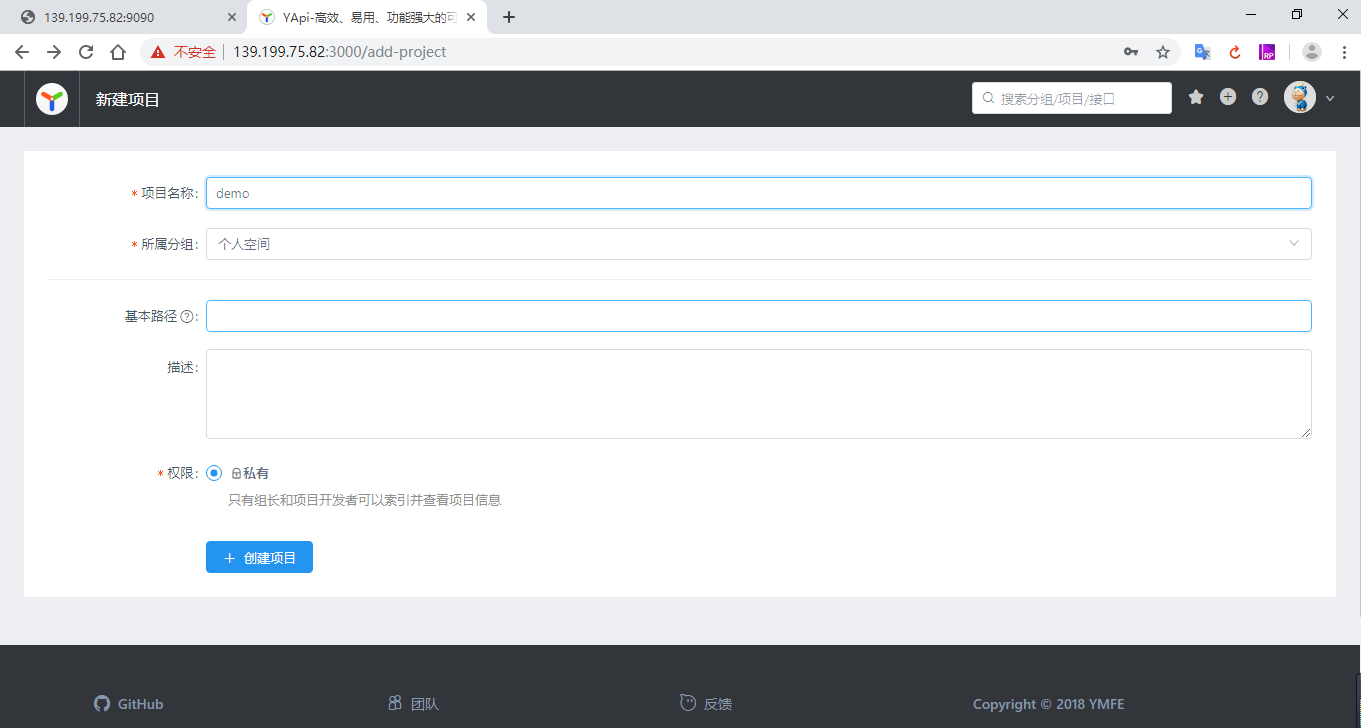 139.199.75.82:9090
YApi-高效、易用、功能强大的可
不安全 139.199.75.82:3000/add-project
新建项目
搜索分组/项目/接口
* 项目名称:
demo
* 所属分组:
个人空间
基本路径 ? :
描述:
* 权限:
私有
只有组长和项目开发者可以索引并查看项目信息
+ 创建项目
GitHub
团队
反馈
Copyright © 2018 YMFE